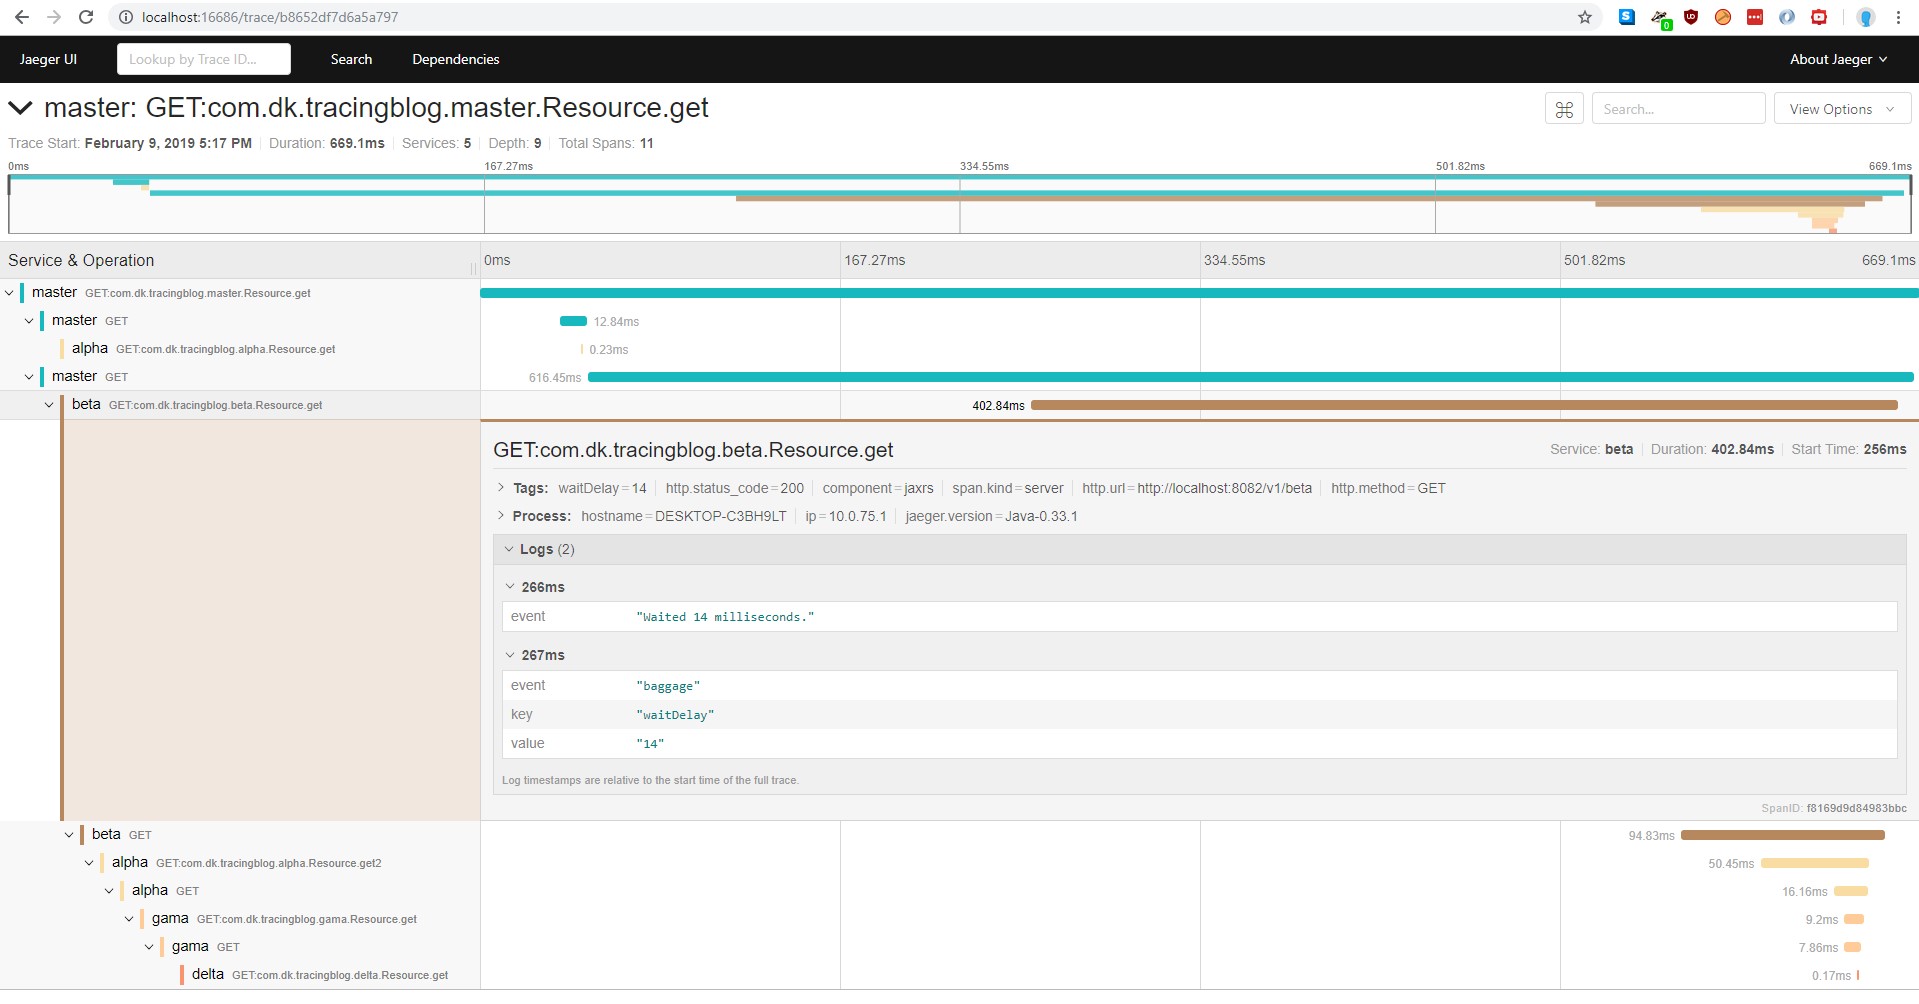 localhost:16686/trace/b8652df7d6a5a797
Jaeger UI Lookup by Trace ID... Search Dependencies About Jaeger
master: GET:com.dk.tracingblog.master.Resource.get Search... View Options
Trace Start: February 9, 2019 5:17 PM Duration: 669.1ms Services: 5 Depth: 9 Total Spans: 11
0ms 167.27ms 334.55ms 501.82ms 669.1ms
Service & Operation 0ms 167.27ms 334.55ms 501.82ms 669.1ms
master GET:com.dk.tracingblog.master.Resource.get
master GET 12.84ms
alpha GET:com.dk.tracingblog.alpha.Resource.get 0.23ms
master GET 616.45ms
beta GET:com.dk.tracingblog.beta.Resource.get 402.84ms
GET:com.dk.tracingblog.beta.Resource.get Service: beta Duration: 402.84ms Start Time: 256ms
Tags: waitDelay=14 http.status_code=200 component=jaxrs span.kind=server http.url=http://localhost:8082/v1/beta http.method=GET
Process: hostname=DESKTOP-C3BH9LT ip=10.0.75.1 jaeger.version=Java-0.33.1
Logs (2)
266ms
event "Waited 14 milliseconds."
267ms
event "baggage"
key "waitDelay"
value "14"
Log timestamps are relative to the start time of the full trace.
SpanID: f8169d9d84983bbc
beta GET 94.83ms
alpha GET:com.dk.tracingblog.alpha.Resource.get2 50.45ms
alpha GET 16.16ms
gama GET:com.dk.tracingblog.gama.Resource.get 9.2ms
gama GET 7.86ms
delta GET:com.dk.tracingblog.delta.Resource.get 0.17ms